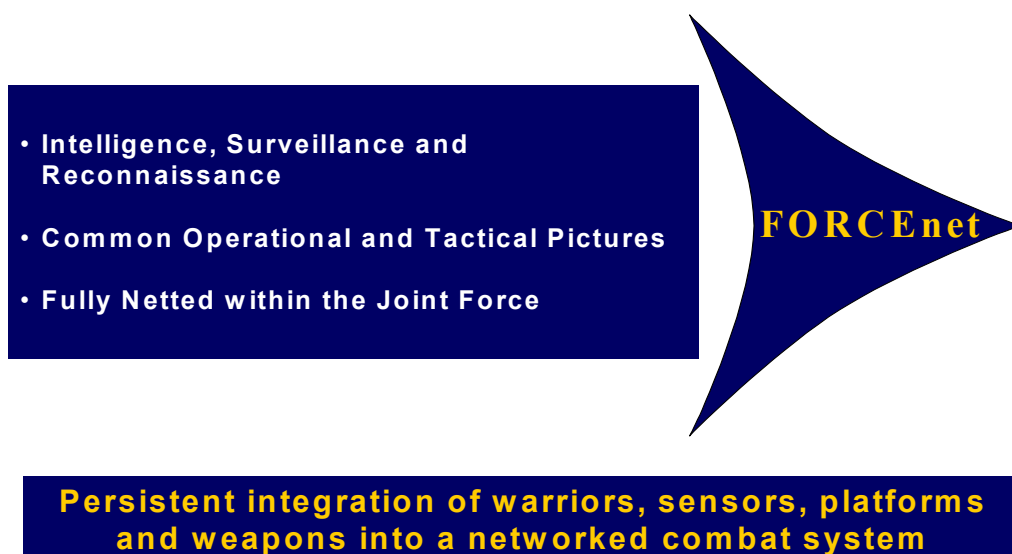 • Intelligence, Surveillance and
Reconnaissance
• Common Operational and Tactical Pictures
• Fully Netted within the Joint Force
FORCEnet
Persistent integration of warriors, sensors, platforms
and weapons into a networked combat system